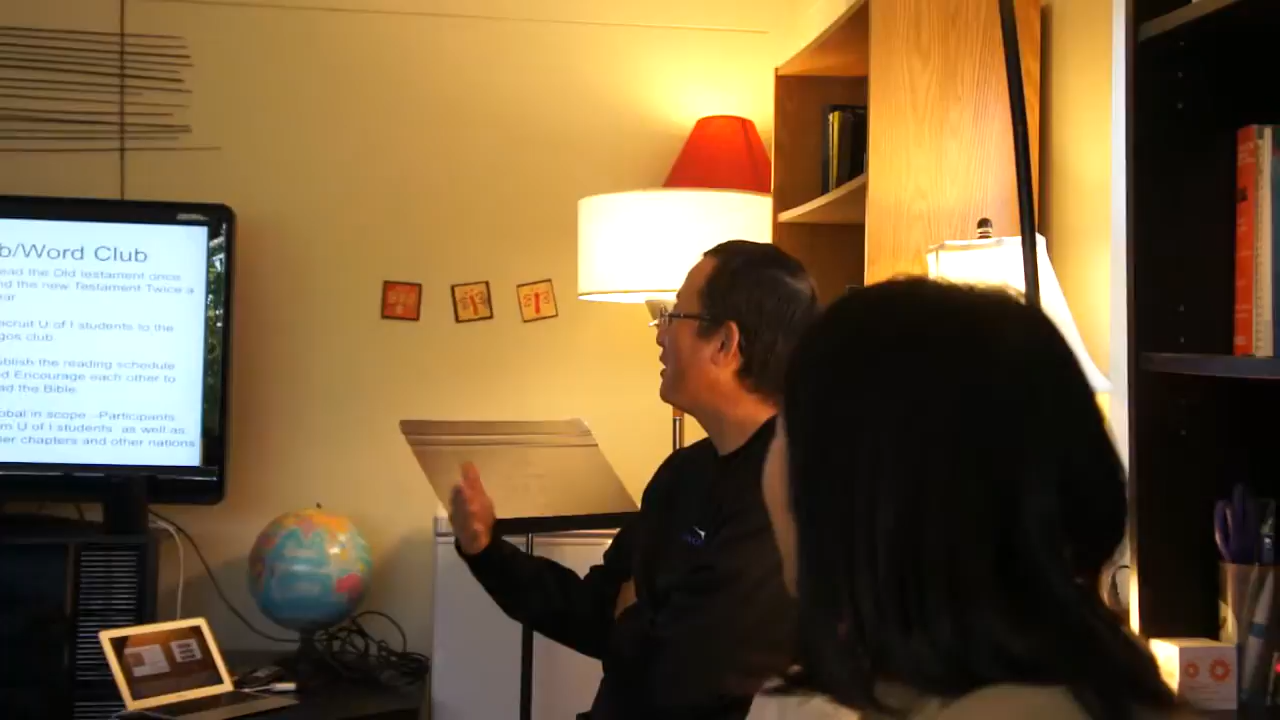 b/Word Club
ead the Old testament once
nd the new Testament Twice a
ear
ecruit U of I students to the
gos club
ublish the reading schedule
d Encourage each other to
ad the Bible
obal in scope -Participants
m U of I students as well as
er chapters and other nations